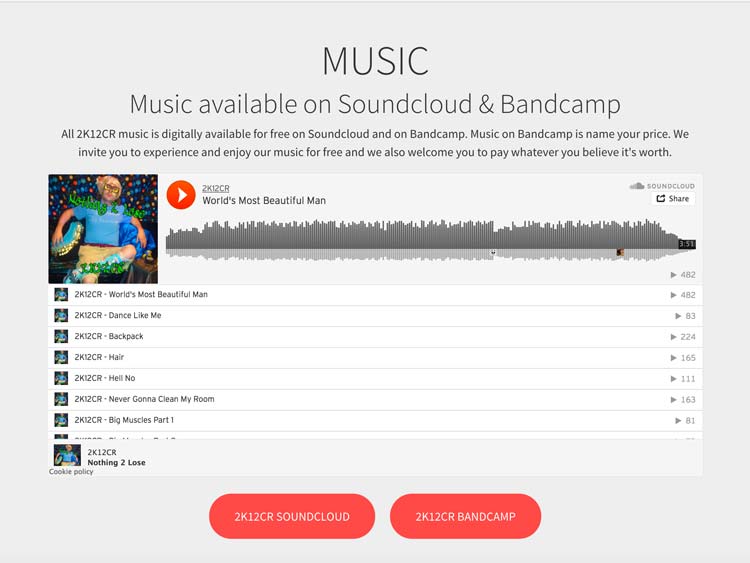 MUSIC
Music available on Soundcloud & Bandcamp
All 2K12CR music is digitally available for free on Soundcloud and on Bandcamp. Music on Bandcamp is name your price. We
invite you to experience and enjoy our music for free and we also welcome you to pay whatever you believe it's worth.
Nothing 2 Lose
2K12CR
2K12CR
World's Most Beautiful Man
SOUNDCLOUD
Share
3:51
482
2K12CR - World's Most Beautiful Man 482
2K12CR - Dance Like Me 83
2K12CR - Backpack 224
2K12CR - Hair 165
2K12CR - Hell No 111
2K12CR - Never Gonna Clean My Room 163
2K12CR - Big Muscles Part 1 81
2K12CR
Nothing 2 Lose
Cookie policy
2K12CR SOUNDCLOUD
2K12CR BANDCAMP